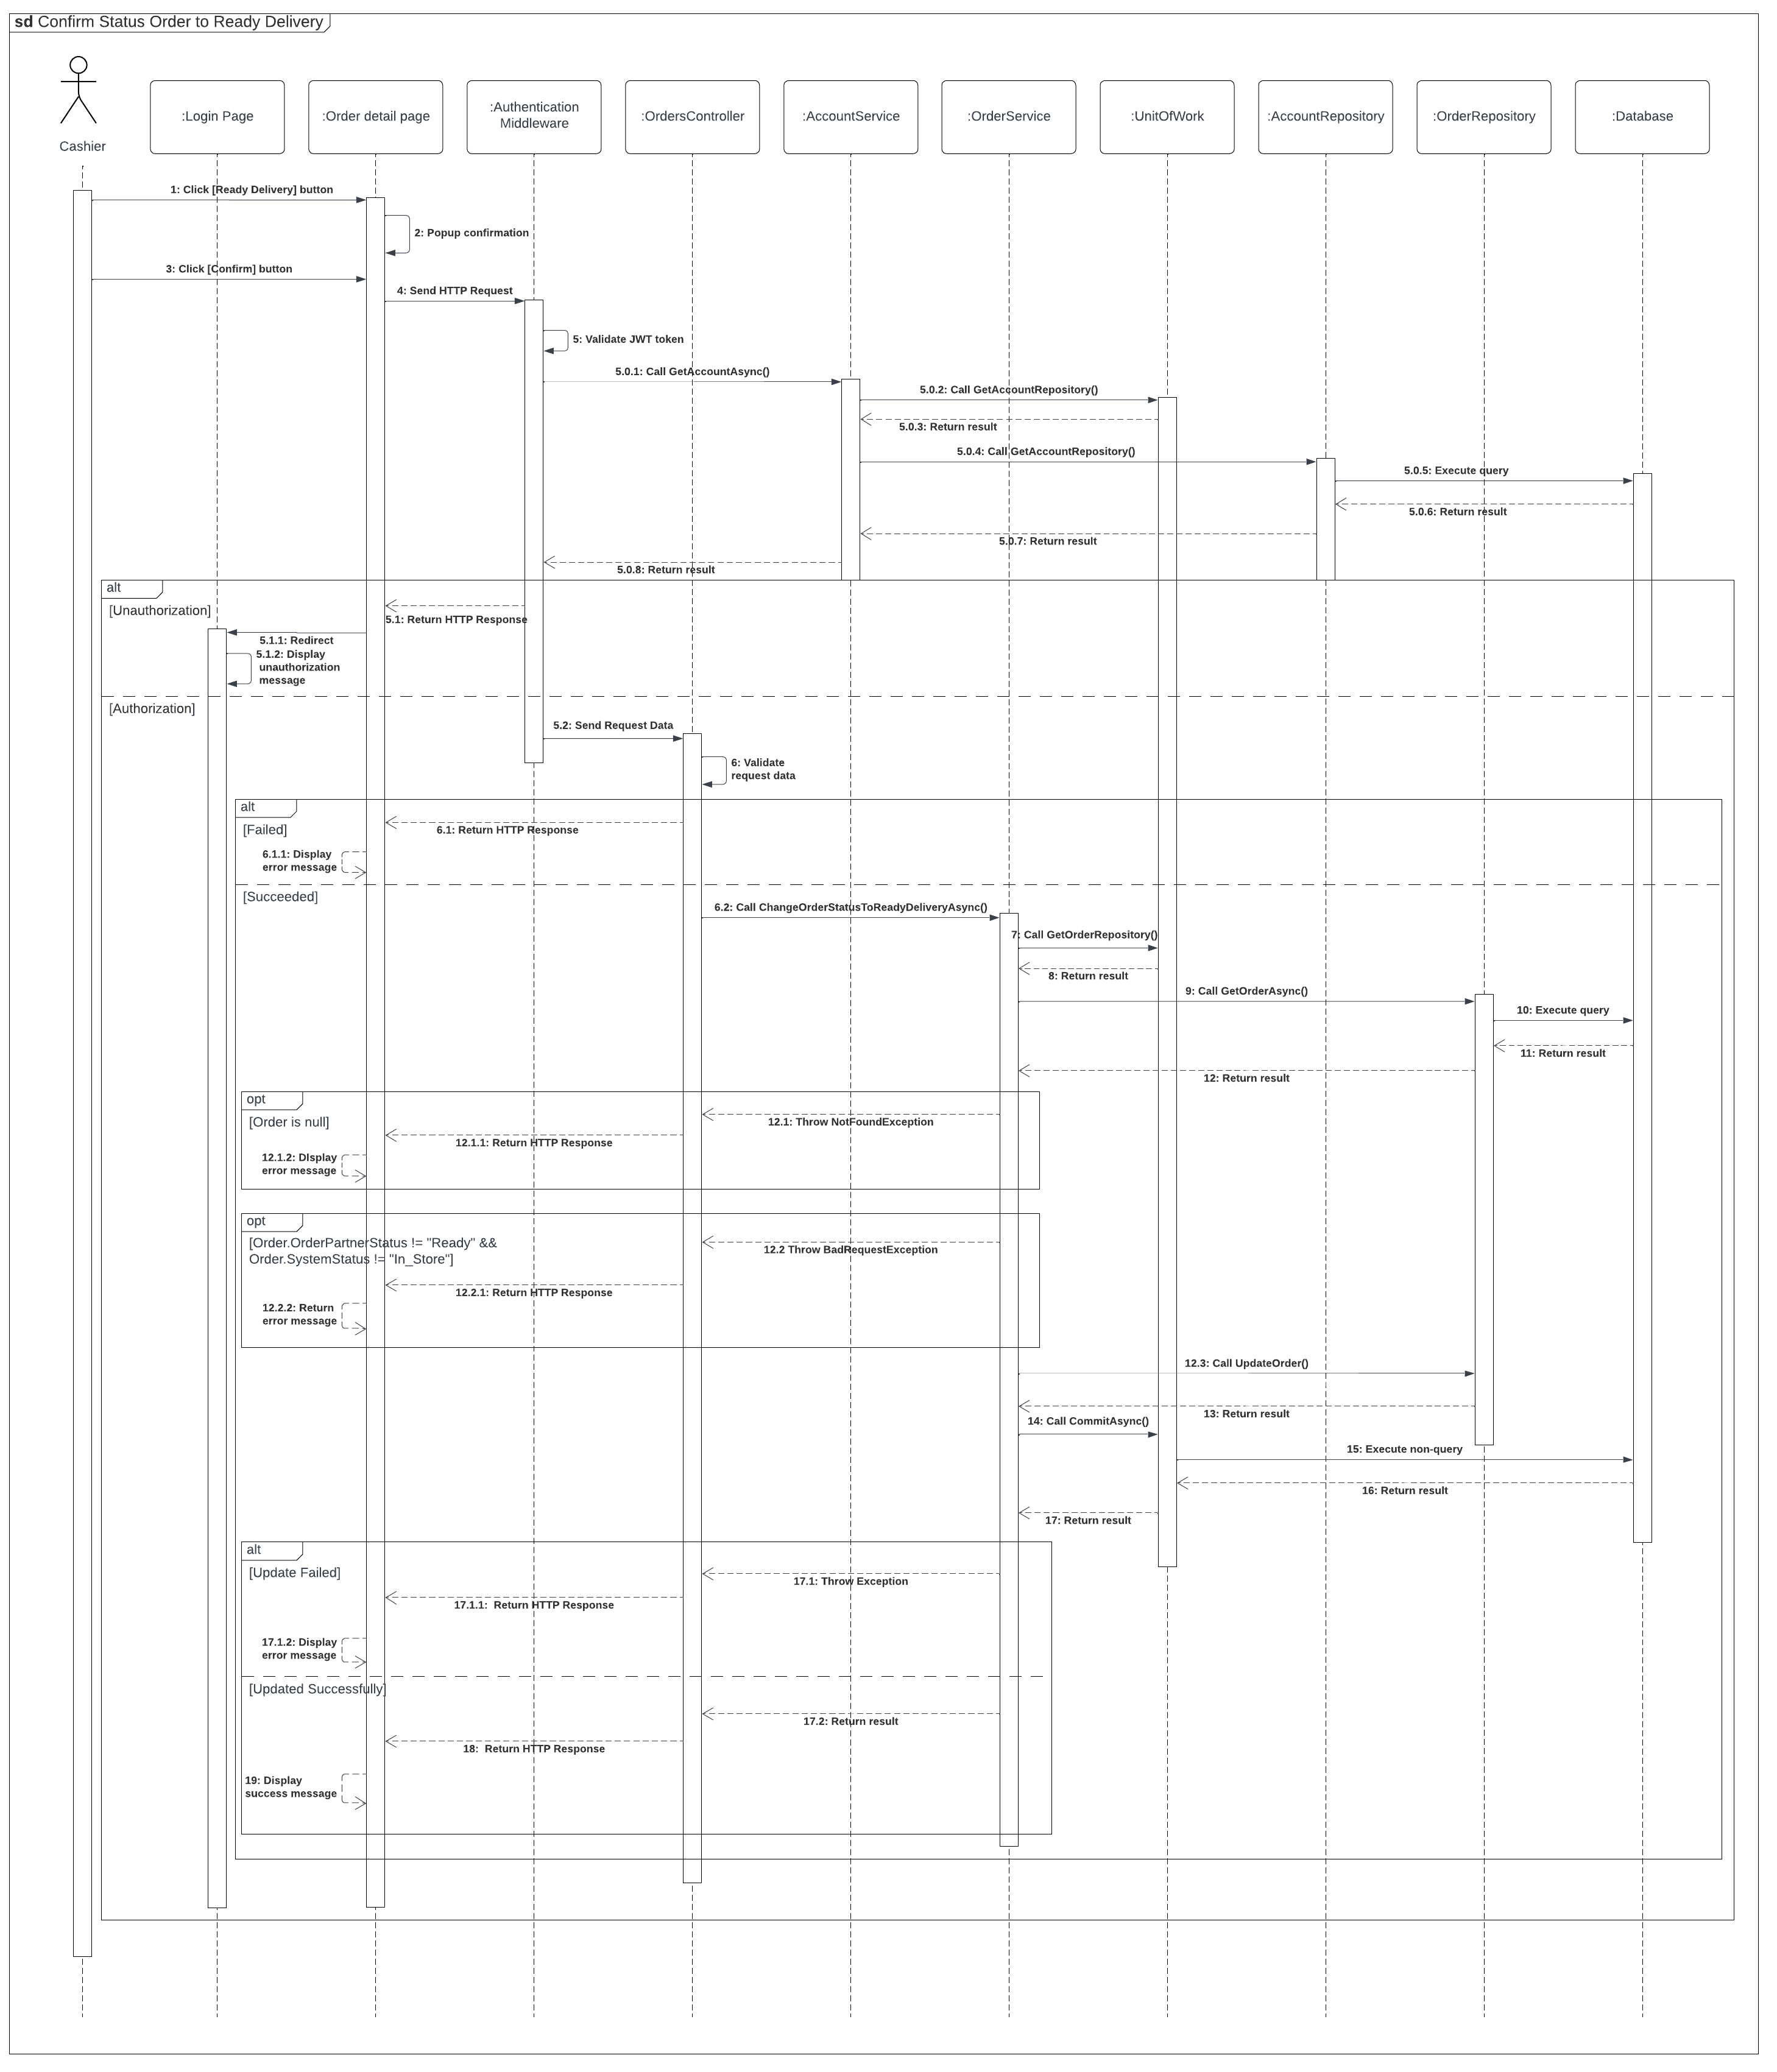 sd Confirm Status Order to Ready Delivery
Cashier
:Login Page
:Order detail page
:Authentication
Middleware
:OrdersController
:AccountService
:OrderService
:UnitOfWork
:AccountRepository
:OrderRepository
:Database
1: Click [Ready Delivery] button
2: Popup confirmation
3: Click [Confirm] button
4: Send HTTP Request
5: Validate JWT token
5.0.1: Call GetAccountAsync()
5.0.2: Call GetAccountRepository()
5.0.3: Return result
5.0.4: Call GetAccountRepository()
5.0.5: Execute query
5.0.6: Return result
5.0.7: Return result
5.0.8: Return result
alt
[Unauthorization]
5.1: Return HTTP Response
5.1.1: Redirect
5.1.2: Display
unauthorization
message
[Authorization]
5.2: Send Request Data
6: Validate
request data
alt
[Failed]
6.1: Return HTTP Response
6.1.1: Display
error message
[Succeeded]
6.2: Call ChangeOrderStatusToReadyDeliveryAsync()
7: Call GetOrderRepository()
8: Return result
9: Call GetOrderAsync()
10: Execute query
11: Return result
12: Return result
opt
[Order is null]
12.1: Throw NotFoundException
12.1.1: Return HTTP Response
12.1.2: DIsplay
error message
opt
[Order.OrderPartnerStatus != "Ready" &&
Order.SystemStatus != "In_Store"]
12.2 Throw BadRequestException
12.2.1: Return HTTP Response
12.2.2: Return
error message
12.3: Call UpdateOrder()
13: Return result
14: Call CommitAsync()
15: Execute non-query
16: Return result
17: Return result
alt
[Update Failed]
17.1: Throw Exception
17.1.1:  Return HTTP Response
17.1.2: Display
error message
[Updated Successfully]
17.2: Return result
18:  Return HTTP Response
19: Display
success message